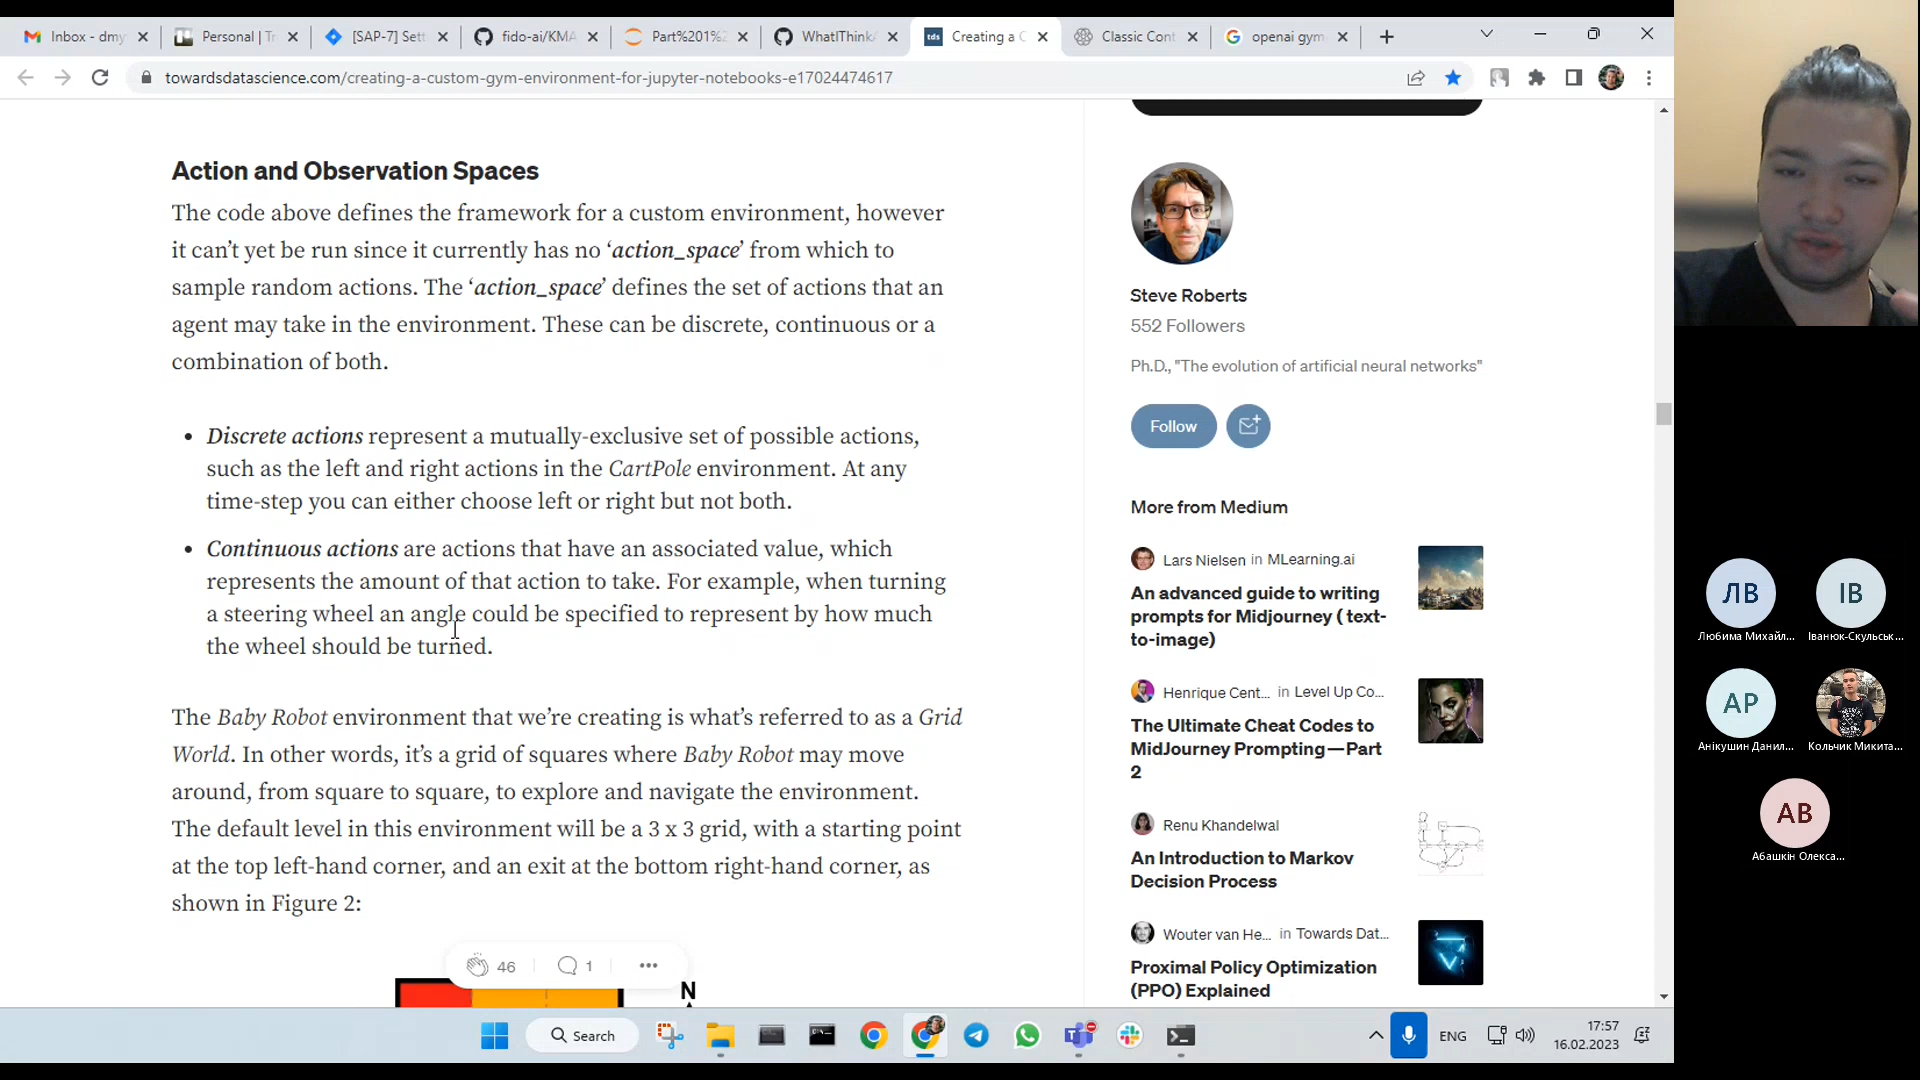 Inbox - dmy
Personal | Tr
[SAP-7] Sett
fido-ai/KMA
Part%201%2
WhatIThink
tds
Creating a C
Classic Cont
openai gym
towardsdatascience.com/creating-a-custom-gym-environment-for-jupyter-notebooks-e17024474617
Action and Observation Spaces
The code above defines the framework for a custom environment, however
it can’t yet be run since it currently has no ‘action_space’ from which to
sample random actions. The ‘action_space’ defines the set of actions that an
agent may take in the environment. These can be discrete, continuous or a
combination of both.
• Discrete actions represent a mutually-exclusive set of possible actions,
such as the left and right actions in the CartPole environment. At any
time-step you can either choose left or right but not both.
• Continuous actions are actions that have an associated value, which
represents the amount of that action to take. For example, when turning
a steering wheel an angle could be specified to represent by how much
the wheel should be turned.
The Baby Robot environment that we’re creating is what’s referred to as a Grid
World. In other words, it’s a grid of squares where Baby Robot may move
around, from square to square, to explore and navigate the environment.
The default level in this environment will be a 3 x 3 grid, with a starting point
at the top left-hand corner, and an exit at the bottom right-hand corner, as
shown in Figure 2:
46
1
N
Steve Roberts
552 Followers
Ph.D., "The evolution of artificial neural networks"
Follow
More from Medium
Lars Nielsen in MLearning.ai
An advanced guide to writing
prompts for Midjourney ( text-
to-image)
Henrique Cent... in Level Up Co...
The Ultimate Cheat Codes to
MidJourney Prompting—Part
2
Renu Khandelwal
An Introduction to Markov
Decision Process
Wouter van He... in Towards Dat...
Proximal Policy Optimization
(PPO) Explained
ЛВ
ІВ
Любима Михайл...
Іванюк-Скульськ...
АР
Анікушин Данил...
Кольчик Микита...
АВ
Абашкін Олекса...
Search
ENG
17:57
16.02.2023